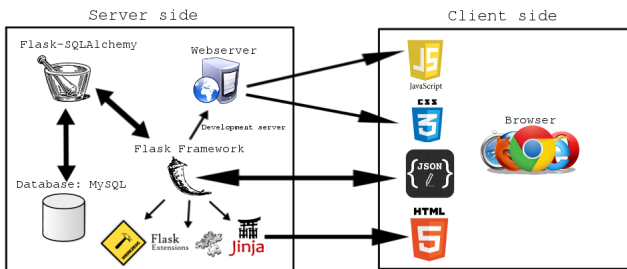 Server side
Client side
Flask-SQLAlchemy
Webserver
JS
JavaScript
CSS
3
Browser
Development server
Flask Framework
{JSON}
Database: MySQL
HTML
5
DEBUGGING
Flask
Extensions
Jinja